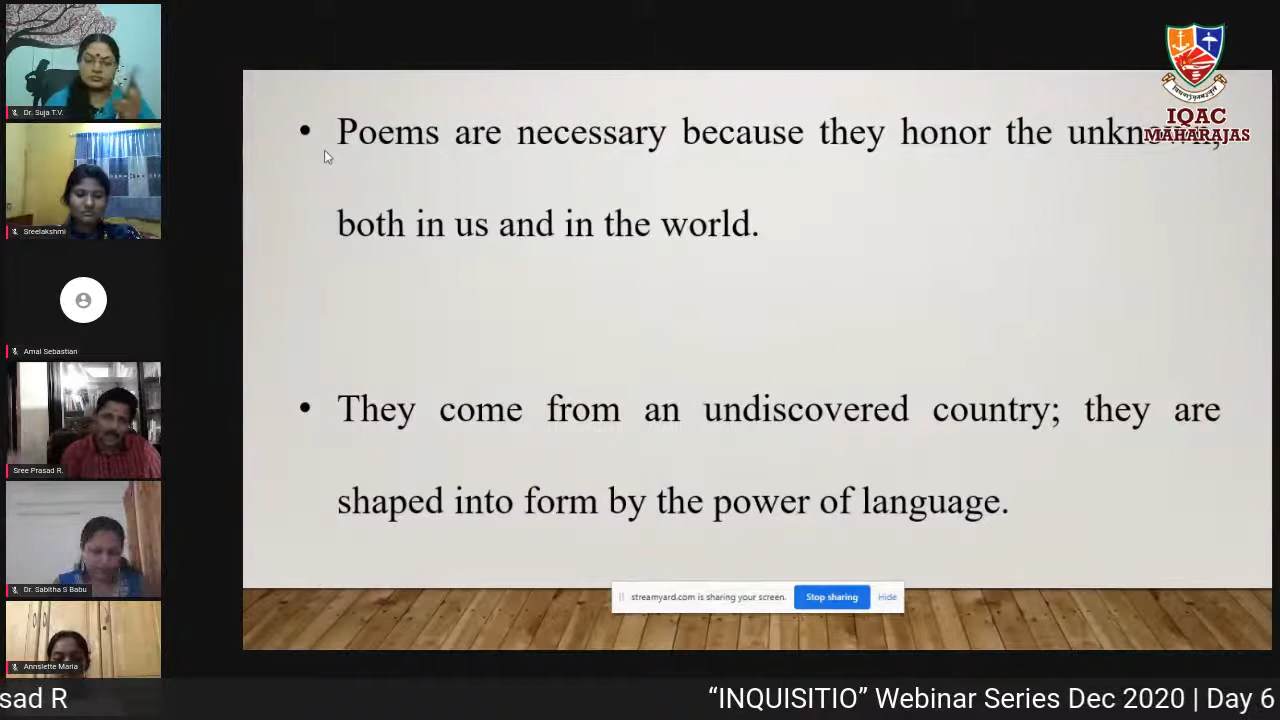 Dr. Suja T.V.
Sreelakshmi
Amal Sebastian
Sree Prasad R.
Dr. Sabitha S Babu
Annslette Maria
IQAC
MAHARAJAS
• Poems are necessary because they honor the unknown,
both in us and in the world.
• They come from an undiscovered country; they are
shaped into form by the power of language.
streamyard.com is sharing your screen.
Stop sharing
Hide
sad R
“INQUISITIO” Webinar Series Dec 2020 | Day 6